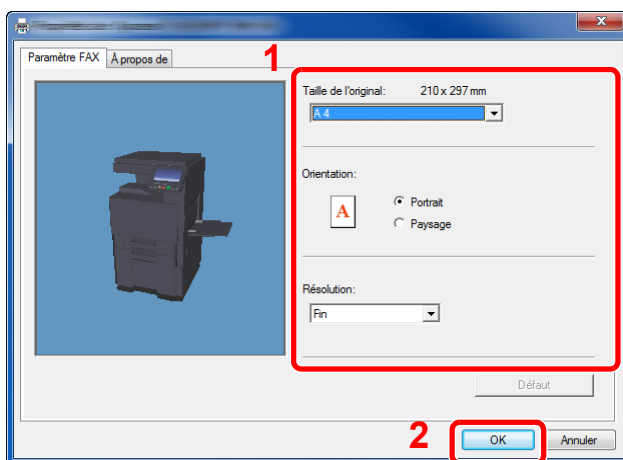 Paramètre FAX
À propos de
1
Taille de l'original: 210 x 297 mm
A 4
Orientation:
A
Portrait
Paysage
Résolution:
Fin
Défaut
2
OK
Annuler